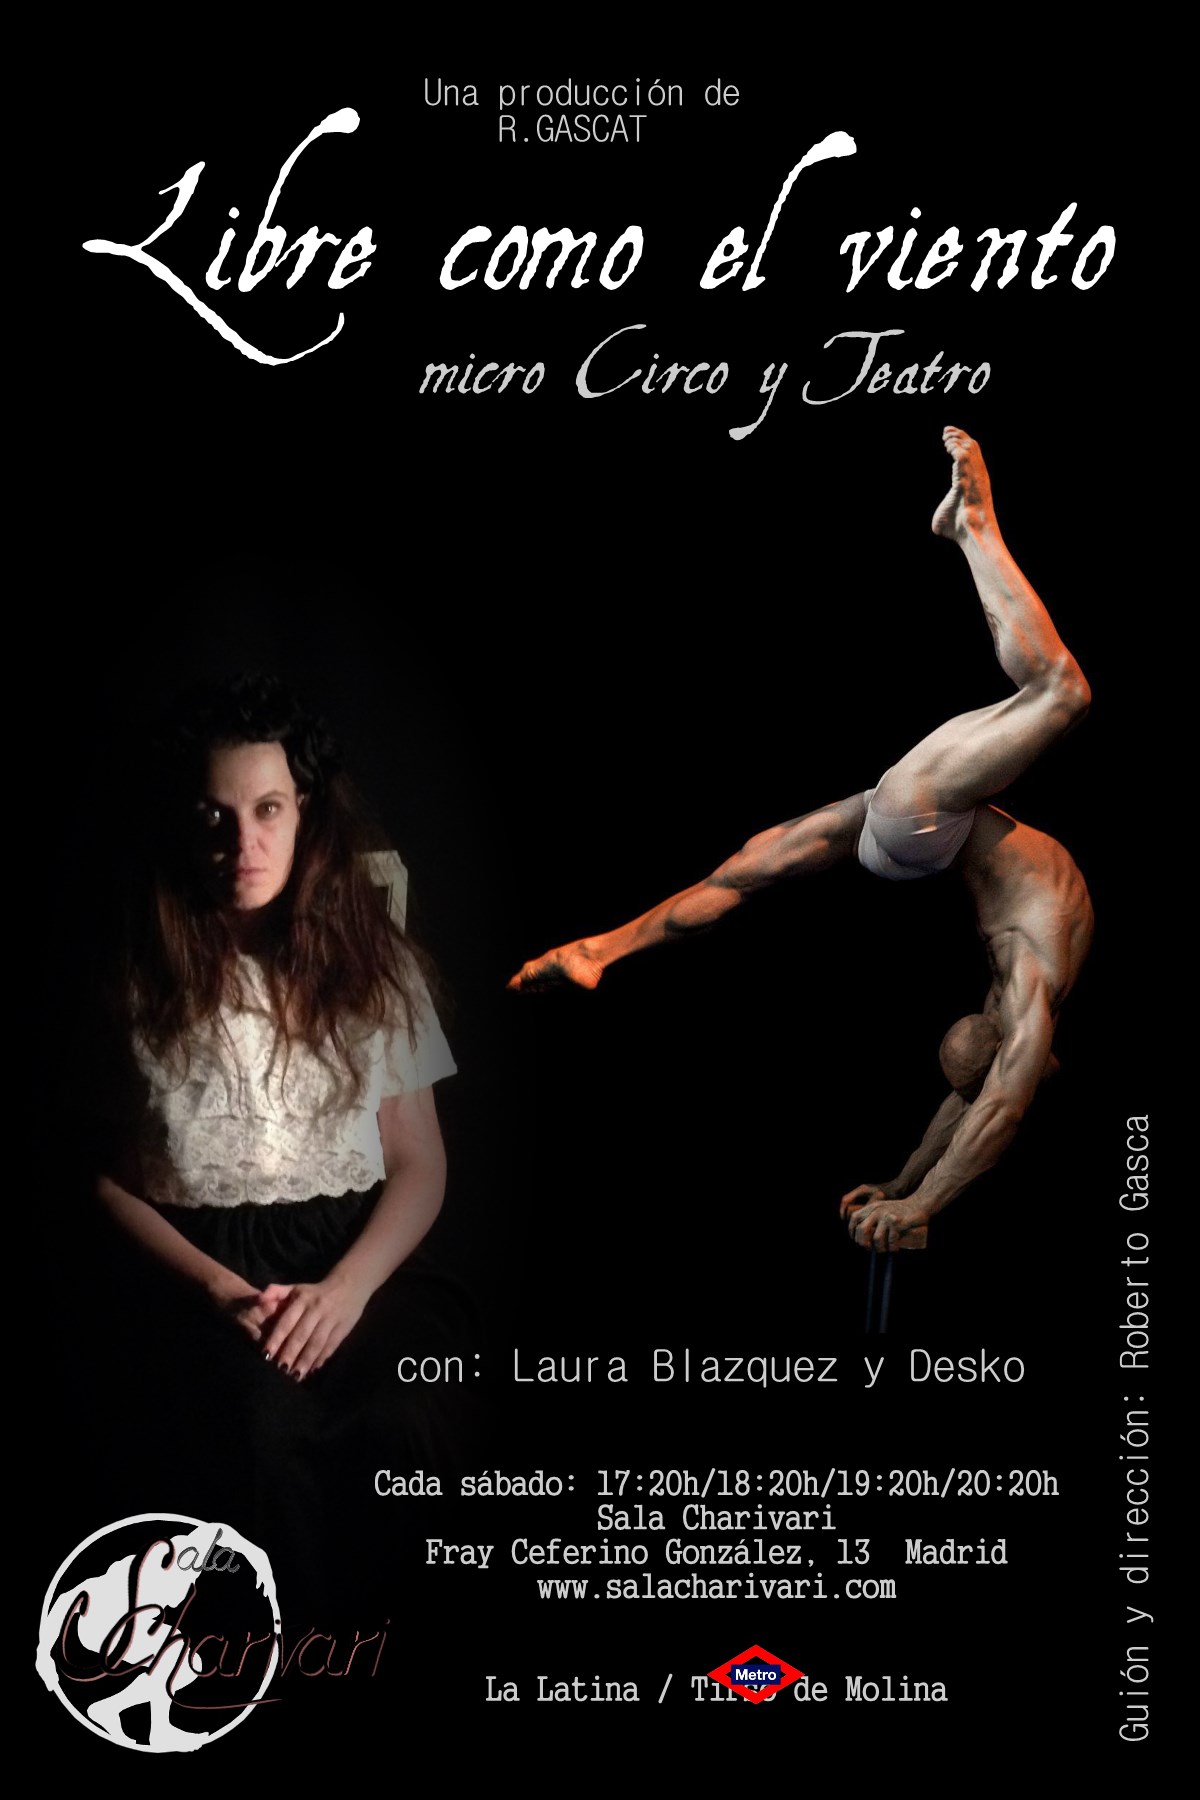 Una producción de
R.GASCAT
Libre como el viento
micro Circo y Teatro
con: Laura Blazquez y Desko
Cada sábado: 17:20h/18:20h/19:20h/20:20h
Sala Charivari
Fray Ceferino González, 13 Madrid
www.salacharivari.com
Metro
La Latina / Tirso de Molina
Sala
Charivari
Guión y dirección: Roberto Gasca